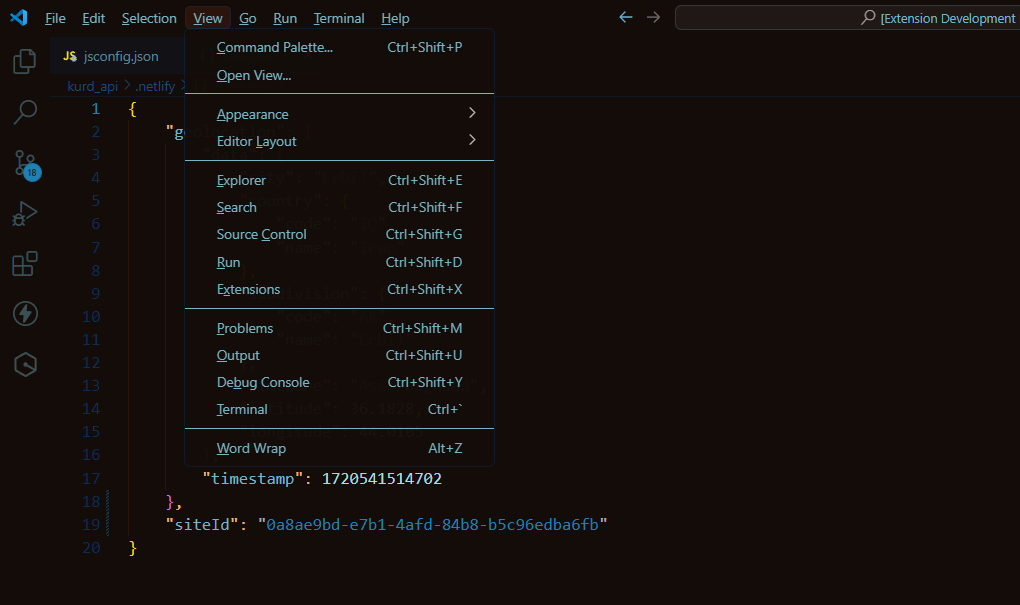 File Edit Selection View Go Run Terminal Help [Extension Development
JS jsconfig.json
kurd_api > .netlify >
Command Palette... Ctrl+Shift+P
Open View...
Appearance
Editor Layout
Explorer Ctrl+Shift+E
Search Ctrl+Shift+F
Source Control Ctrl+Shift+G
Run Ctrl+Shift+D
Extensions Ctrl+Shift+X
Problems Ctrl+Shift+M
Output Ctrl+Shift+U
Debug Console Ctrl+Shift+Y
Terminal Ctrl+`
Word Wrap Alt+Z
18
1 {
2
3
4
5
6
7
8
9
10
11
12
13
14
15
16
17 "timestamp": 1720541514702
18 },
19 "siteId": "0a8ae9bd-e7b1-4afd-84b8-b5c96edba6fb"
20 }